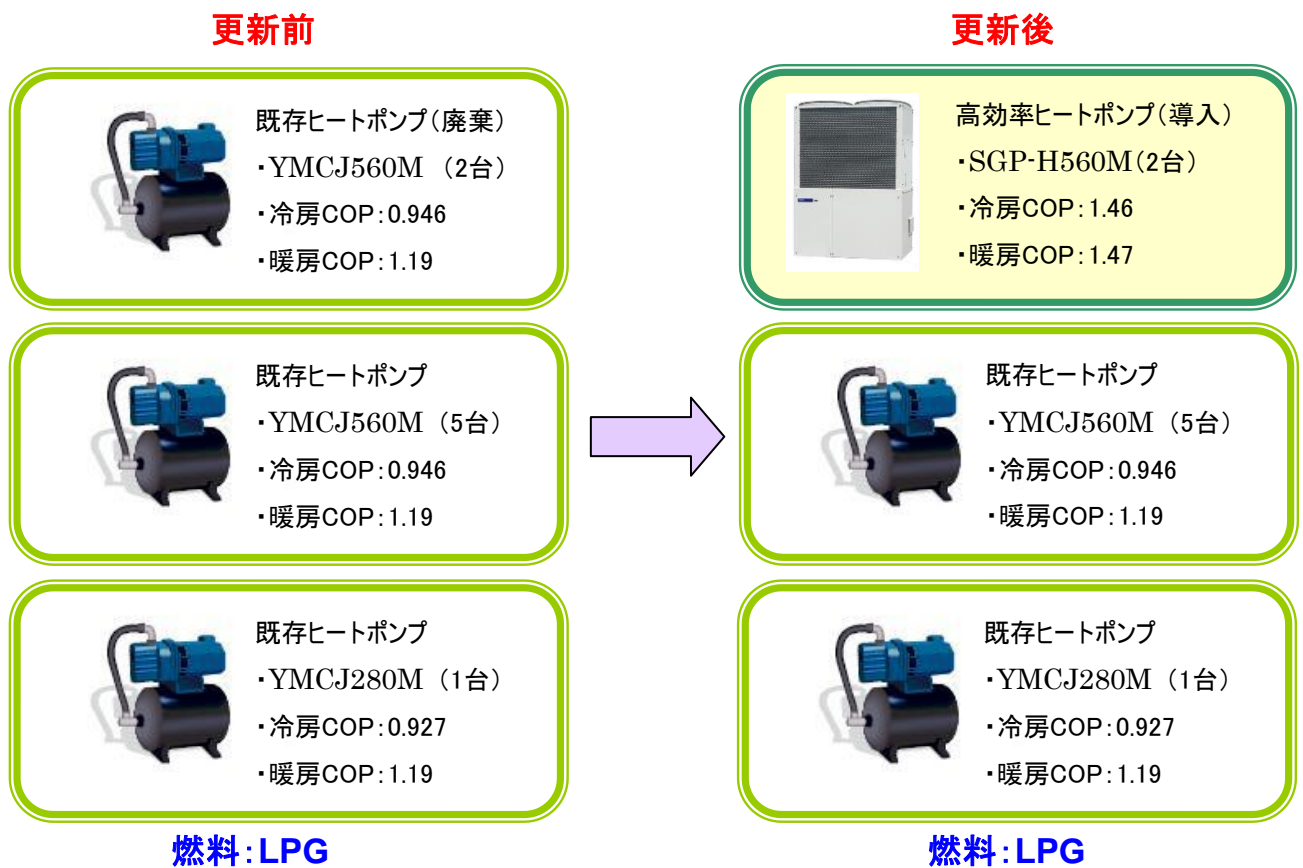 更新前
更新後
既存ヒートポンプ(廃棄)
・YMCJ560M (2台)
・冷房COP:0.946
・暖房COP:1.19
高効率ヒートポンプ(導入)
・SGP-H560M(2台)
・冷房COP:1.46
・暖房COP:1.47
既存ヒートポンプ
・YMCJ560M (5台)
・冷房COP:0.946
・暖房COP:1.19
既存ヒートポンプ
・YMCJ560M (5台)
・冷房COP:0.946
・暖房COP:1.19
既存ヒートポンプ
・YMCJ280M (1台)
・冷房COP:0.927
・暖房COP:1.19
既存ヒートポンプ
・YMCJ280M (1台)
・冷房COP:0.927
・暖房COP:1.19
燃料:LPG
燃料:LPG